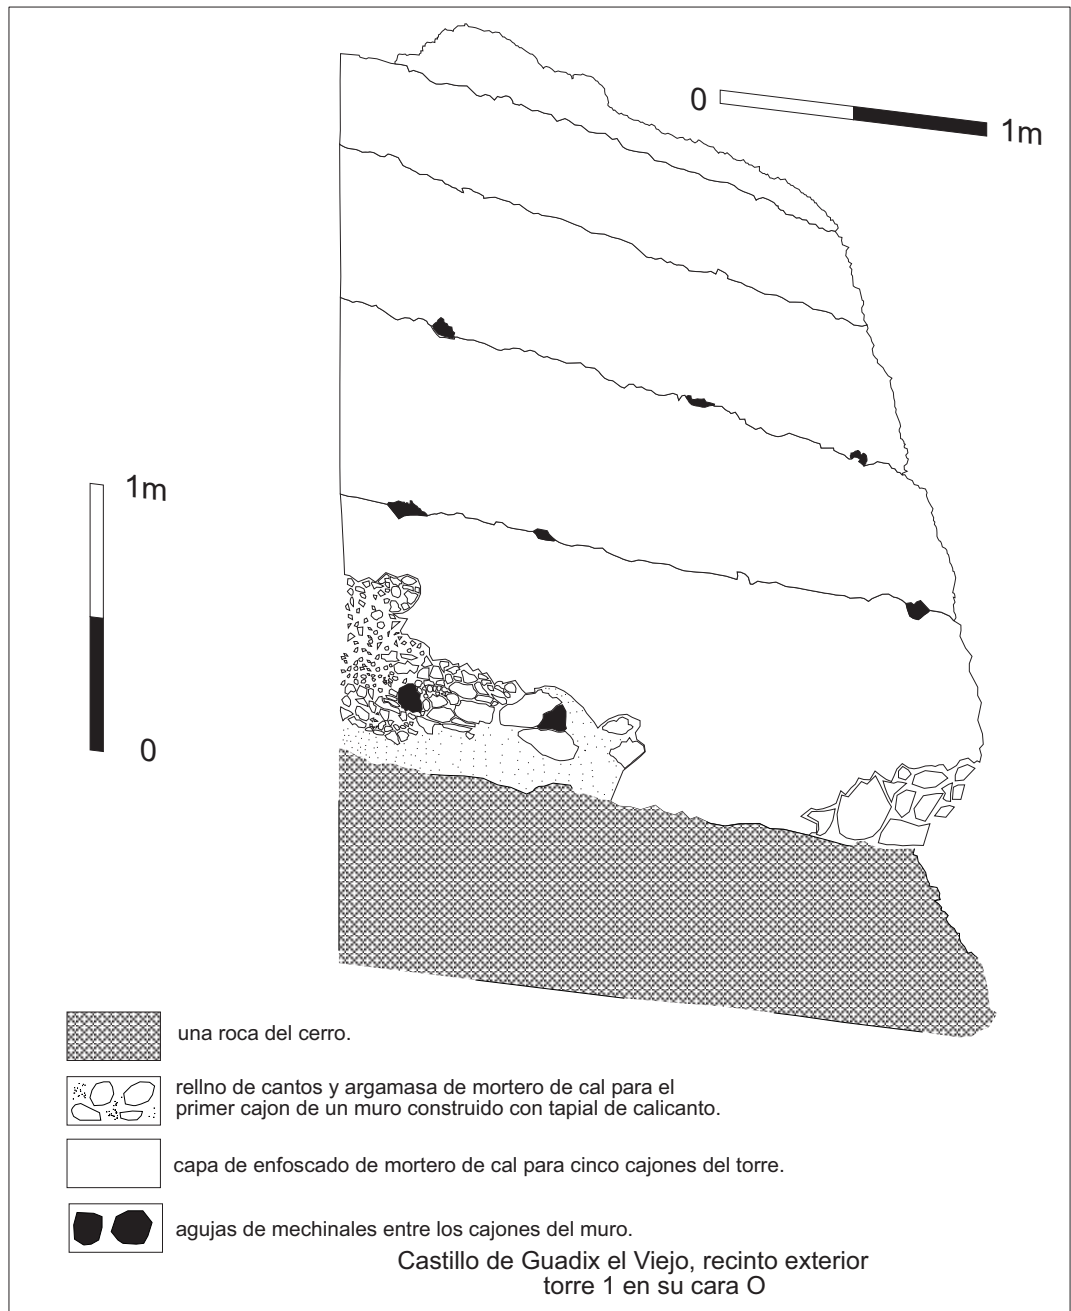 0
1m
1m
0
una roca del cerro.
rellno de cantos y argamasa de mortero de cal para el
primer cajon de un muro construido con tapial de calicanto.
capa de enfoscado de mortero de cal para cinco cajones del torre.
agujas de mechinales entre los cajones del muro.
Castillo de Guadix el Viejo, recinto exterior
torre 1 en su cara O